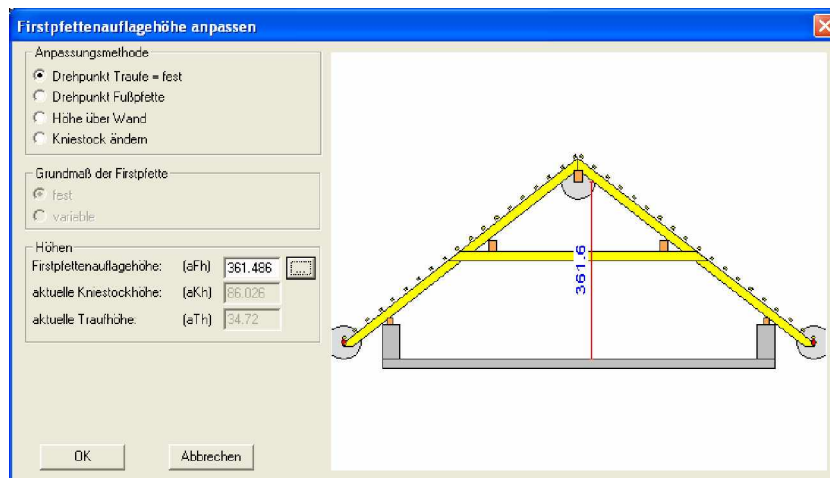 Firstpfettenauflagehöhe anpassen
Anpassungsmethode
Drehpunkt Traufe = fest
Drehpunkt Fußpfette
Höhe über Wand
Kniestock ändern
Grundmaß der Firstpfette
fest
variable
Höhen
Firstpfettenauflagehöhe: (aFh) 361.486 ...
aktuelle Kniestockhöhe: (aKh) 86.026
aktuelle Traufhöhe: (aTh) 34.72
OK Abbrechen
361.6